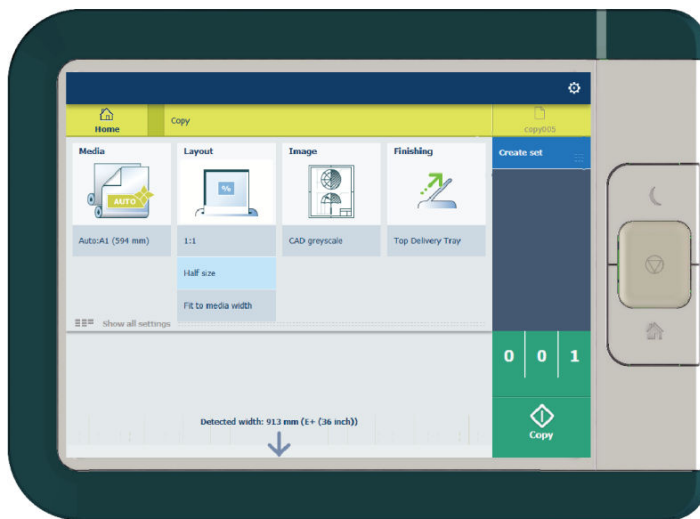 Home
Copy
copy005
Media
Layout
Image
Finishing
Create set
%
AUTO
Auto:A1 (594 mm)
1:1
CAD greyscale
Top Delivery Tray
Half size
Fit to media width
Show all settings
0 0 1
Detected width: 913 mm (E+ (36 inch))
Copy